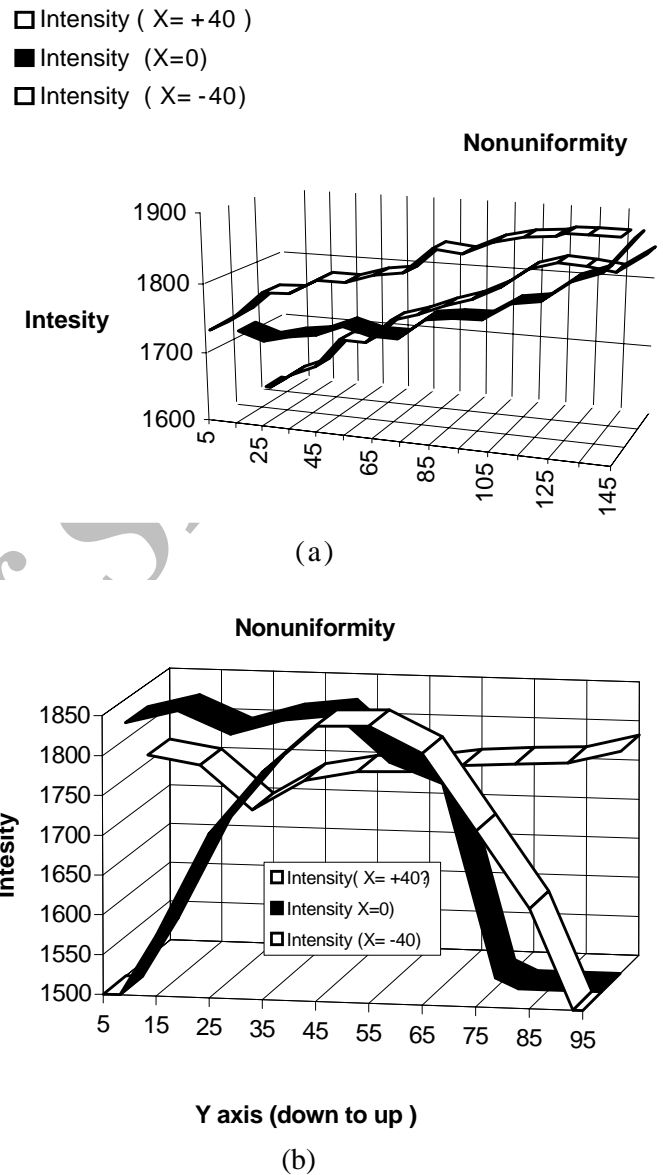 Intensity ( X= +40 )
Intensity (X=0)
Intensity ( X= -40)
Nonuniformity
1900
1800
Intesity
1700
1600
5 25 45 65 85 105 125 145
(a)
Nonuniformity
1850
1800
1750
1700
1650
1600
1550
1500
Intesity
Intensity( X= +40?
Intensity X=0)
Intensity (X= -40)
5 15 25 35 45 55 65 75 85 95
Y axis (down to up )
(b)